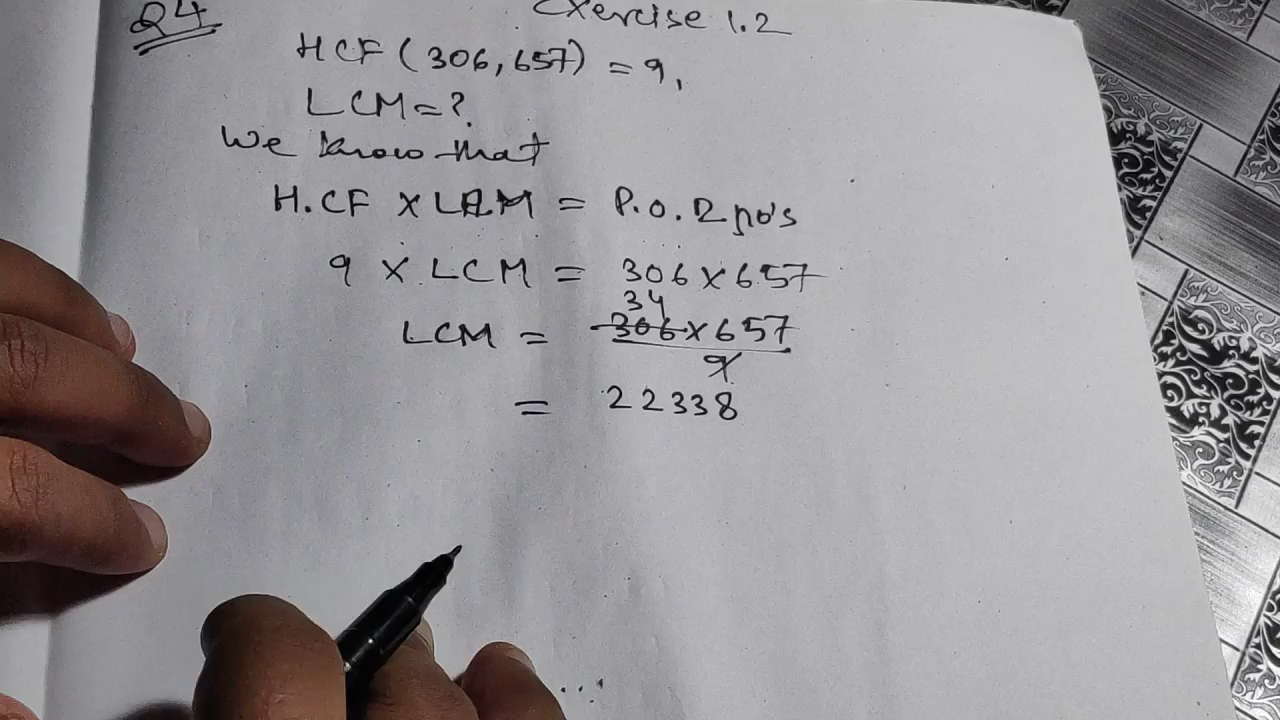 Q4
Exercise 1.2
HCF (306,657) = 9,
LCM = ?
We know that
H.CF X LCM = P.O.2 no's
9 X LCM = 306 X 657
34
LCM = 306 X 657
9
= 22338